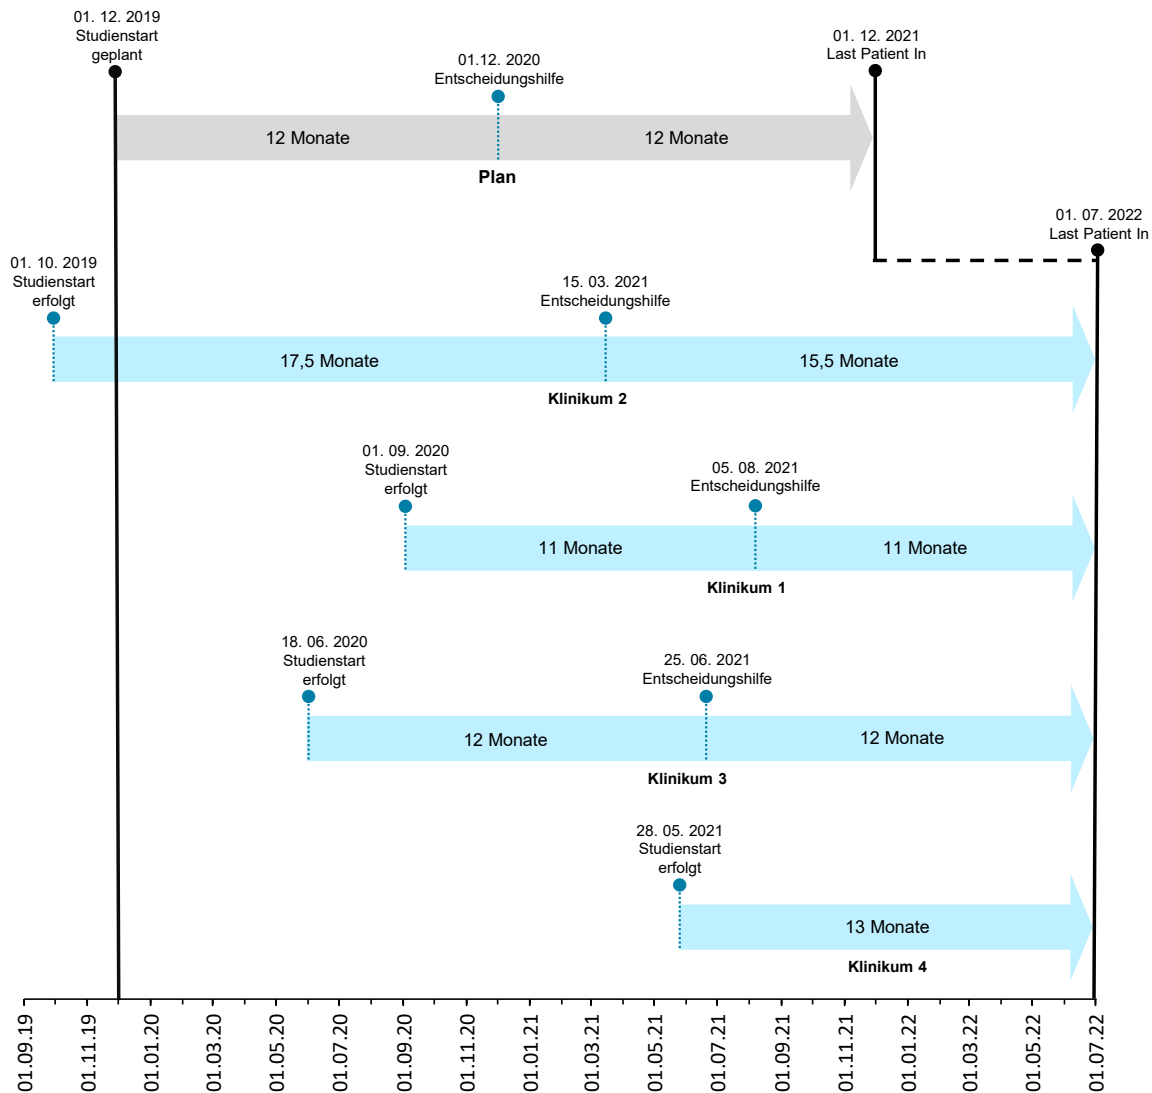 01. 12. 2019
Studienstart
geplant
01.12. 2020
Entscheidungshilfe
01. 12. 2021
Last Patient In
12 Monate
12 Monate
Plan
01. 07. 2022
Last Patient In
01. 10. 2019
Studienstart
erfolgt
15. 03. 2021
Entscheidungshilfe
17,5 Monate
15,5 Monate
Klinikum 2
01. 09. 2020
Studienstart
erfolgt
05. 08. 2021
Entscheidungshilfe
11 Monate
11 Monate
Klinikum 1
18. 06. 2020
Studienstart
erfolgt
25. 06. 2021
Entscheidungshilfe
12 Monate
12 Monate
Klinikum 3
28. 05. 2021
Studienstart
erfolgt
13 Monate
Klinikum 4
01.09.19
01.11.19
01.01.20
01.03.20
01.05.20
01.07.20
01.09.20
01.11.20
01.01.21
01.03.21
01.05.21
01.07.21
01.09.21
01.11.21
01.01.22
01.03.22
01.05.22
01.07.22